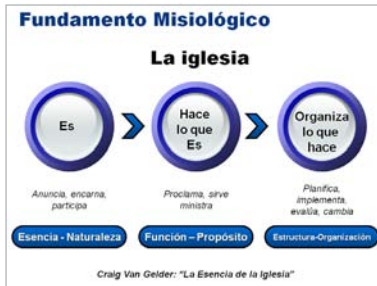 Fundamento Misiológico
La iglesia
Es
Hace
lo que
Es
Organiza
lo que
hace
Anuncia, encarna,
participa
Proclama, sirve
ministra
Planifica,
implementa,
evalúa, cambia
Esencia - Naturaleza
Función – Propósito
Estructura-Organización
Craig Van Gelder: "La Esencia de la Iglesia"